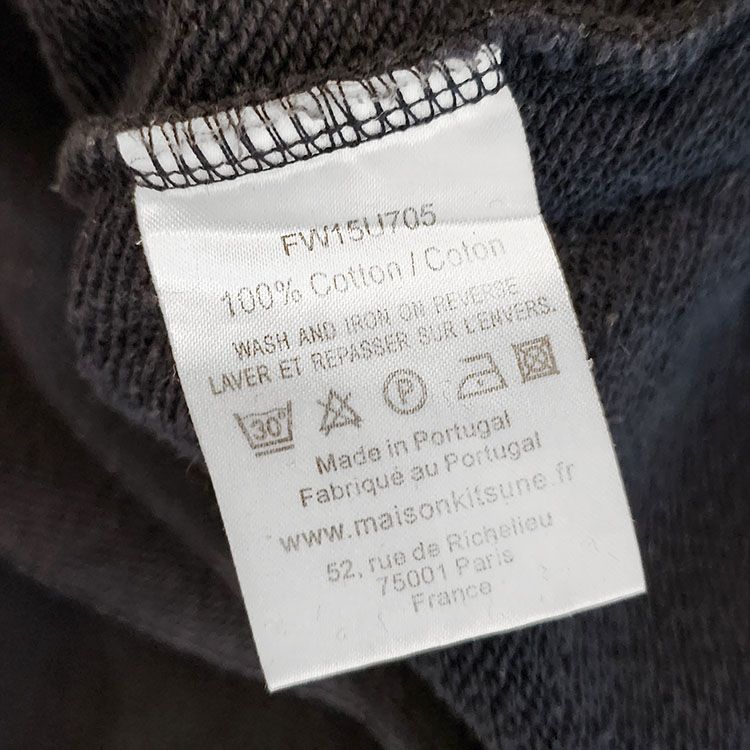 FW15U705
100% Cotton / Coton
WASH AND IRON ON REVERSE
LAVER ET REPASSER SUR L'ENVERS.
30° P
Made in Portugal
Fabriqué au Portugal
www.maisonkitsune.fr
52, rue de Richelieu
75001 Paris
France